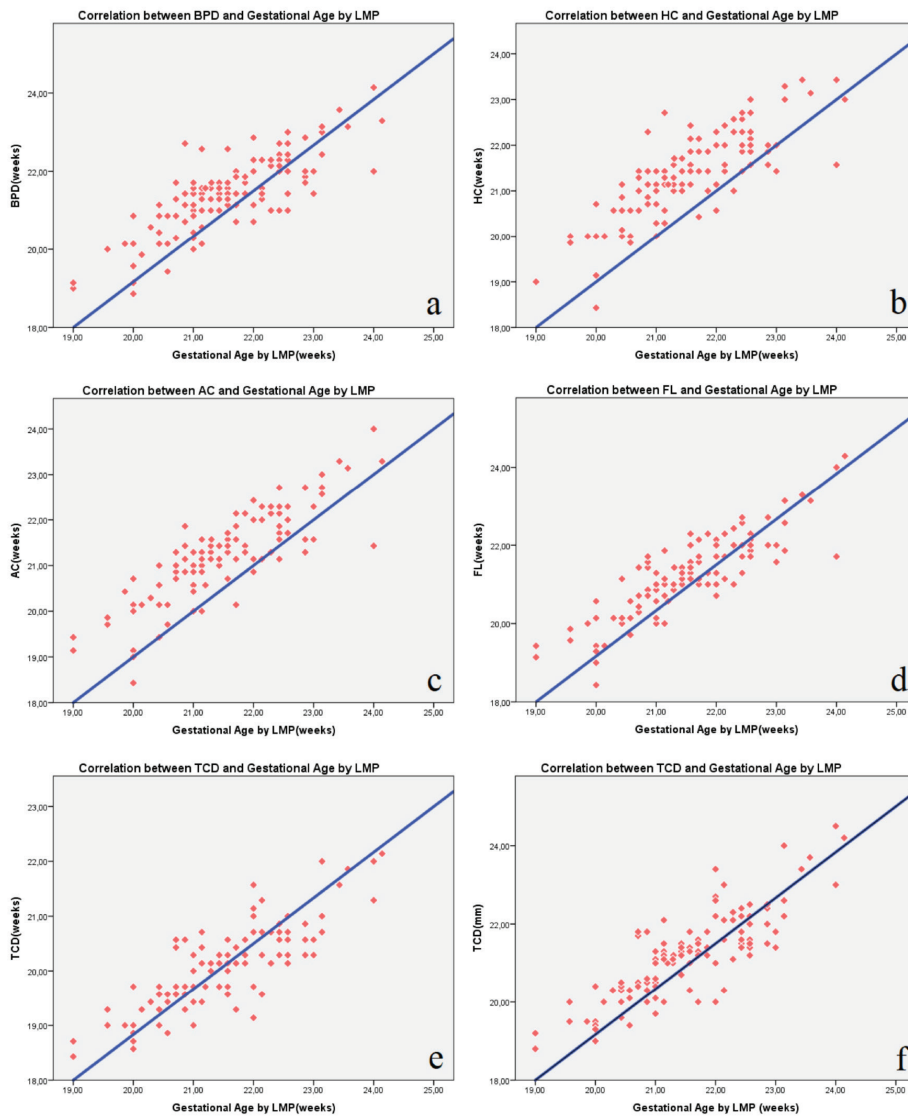 Correlation between BPD and Gestational Age by LMP
BPD(weeks)
24,00
23,00
22,00
21,00
20,00
19,00
18,00
19,00 20,00 21,00 22,00 23,00 24,00 25,00
Gestational Age by LMP(weeks)
a
Correlation between HC and Gestational Age by LMP
HC(weeks)
24,00
23,00
22,00
21,00
20,00
19,00
18,00
19,00 20,00 21,00 22,00 23,00 24,00 25,00
Gestational Age by LMP(weeks)
b
Correlation between AC and Gestational Age by LMP
AC(weeks)
24,00
23,00
22,00
21,00
20,00
19,00
18,00
19,00 20,00 21,00 22,00 23,00 24,00 25,00
Gestational Age by LMP(weeks)
c
Correlation between FL and Gestational Age by LMP
FL(weeks)
24,00
22,00
20,00
18,00
19,00 20,00 21,00 22,00 23,00 24,00 25,00
Gestational Age by LMP(weeks)
d
Correlation between TCD and Gestational Age by LMP
TCD(weeks)
23,00
22,00
21,00
20,00
19,00
18,00
19,00 20,00 21,00 22,00 23,00 24,00 25,00
Gestational Age by LMP(weeks)
e
Correlation between TCD and Gestational Age by LMP
TCD(mm)
24,00
22,00
20,00
18,00
19,00 20,00 21,00 22,00 23,00 24,00 25,00
Gestational Age by LMP (weeks)
f